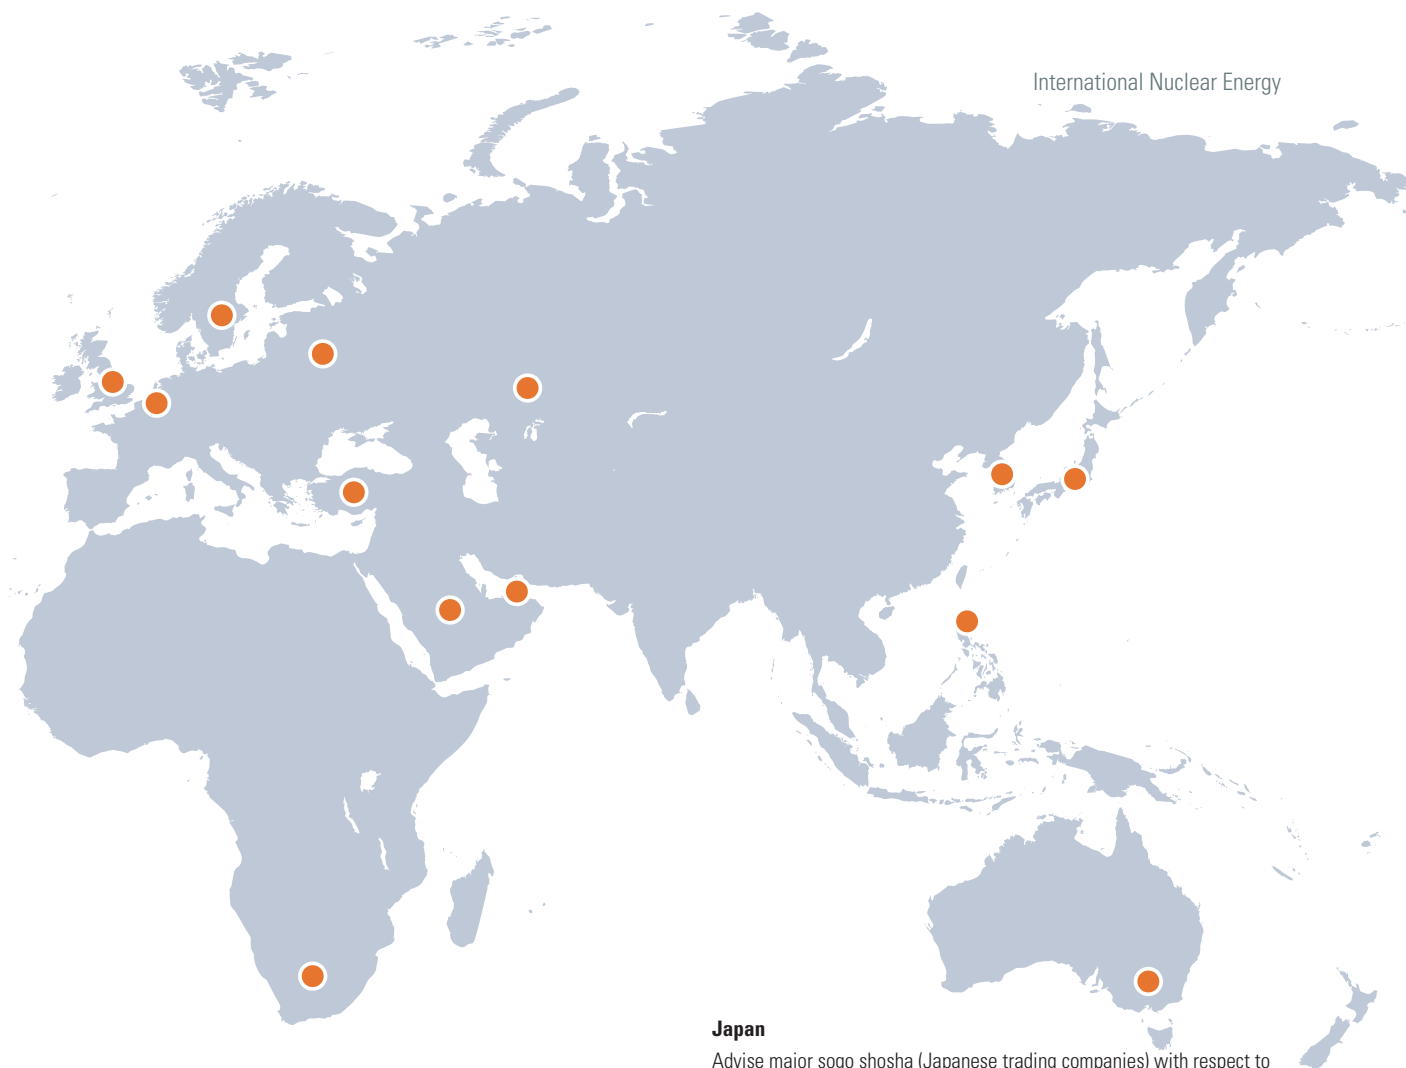 International Nuclear Energy
Japan
Advise major sogo shosha (Japanese trading companies) with respect to